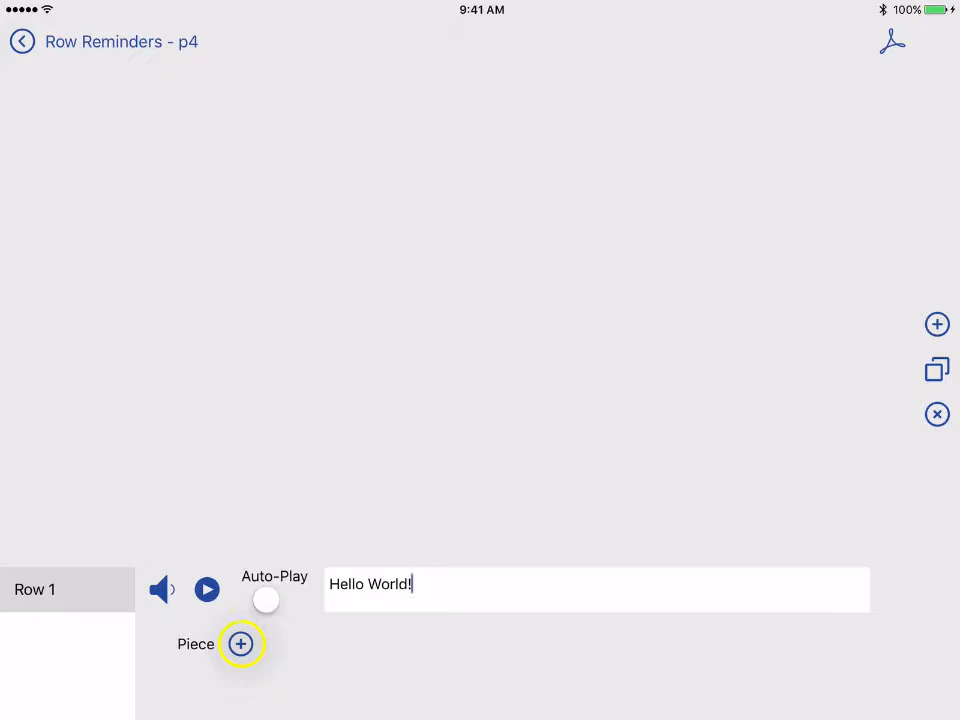 9:41 AM
100%
Row Reminders - p4
Auto-Play
Row 1
Hello World!
Piece